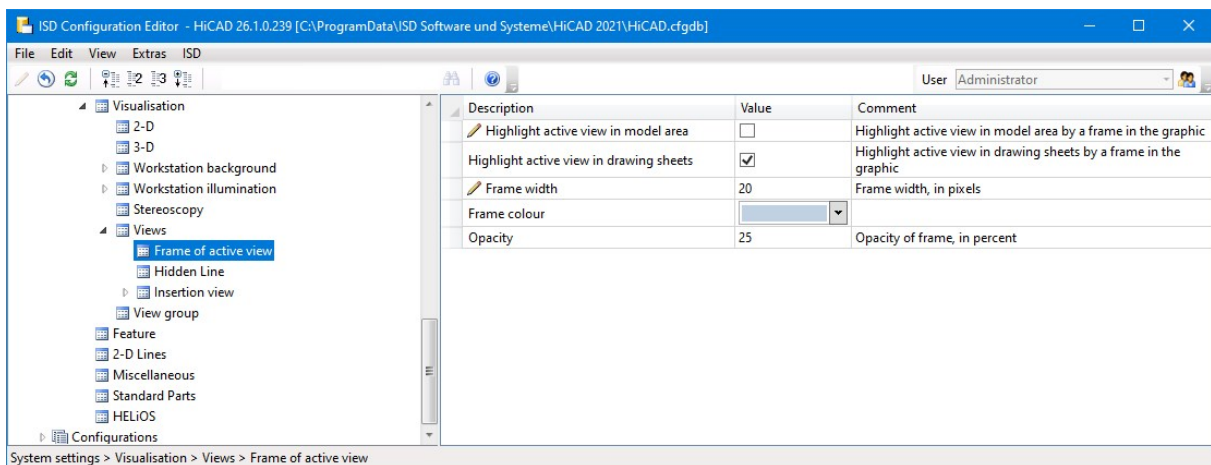 ISD Configuration Editor - HiCAD 26.1.0.239 [C:\ProgramData\ISD Software und Systeme\HiCAD 2021\HiCAD.cfgdb]
File Edit View Extras ISD
2 3
User Administrator
Visualisation
2-D
3-D
Workstation background
Workstation illumination
Stereoscopy
Views
Frame of active view
Hidden Line
Insertion view
View group
Feature
2-D Lines
Miscellaneous
Standard Parts
HELiOS
Configurations
Description Value Comment
Highlight active view in model area Highlight active view in model area by a frame in the graphic
Highlight active view in drawing sheets Highlight active view in drawing sheets by a frame in the
graphic
Frame width 20 Frame width, in pixels
Frame colour
Opacity 25 Opacity of frame, in percent
System settings > Visualisation > Views > Frame of active view